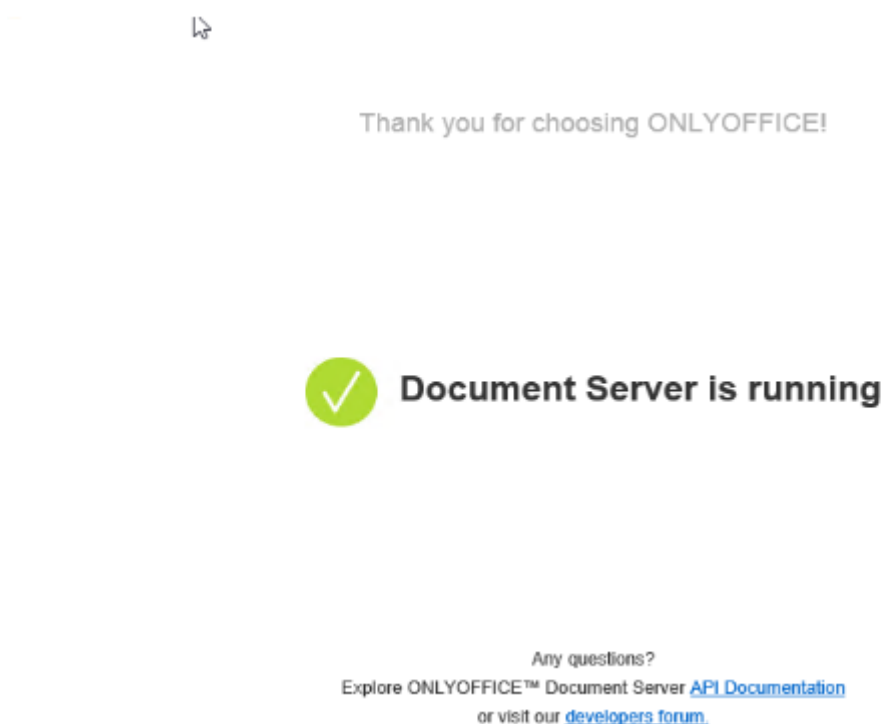 Thank you for choosing ONLYOFFICE!
Document Server is running
Any questions?
Explore ONLYOFFICE™ Document Server API Documentation
or visit our developers forum.